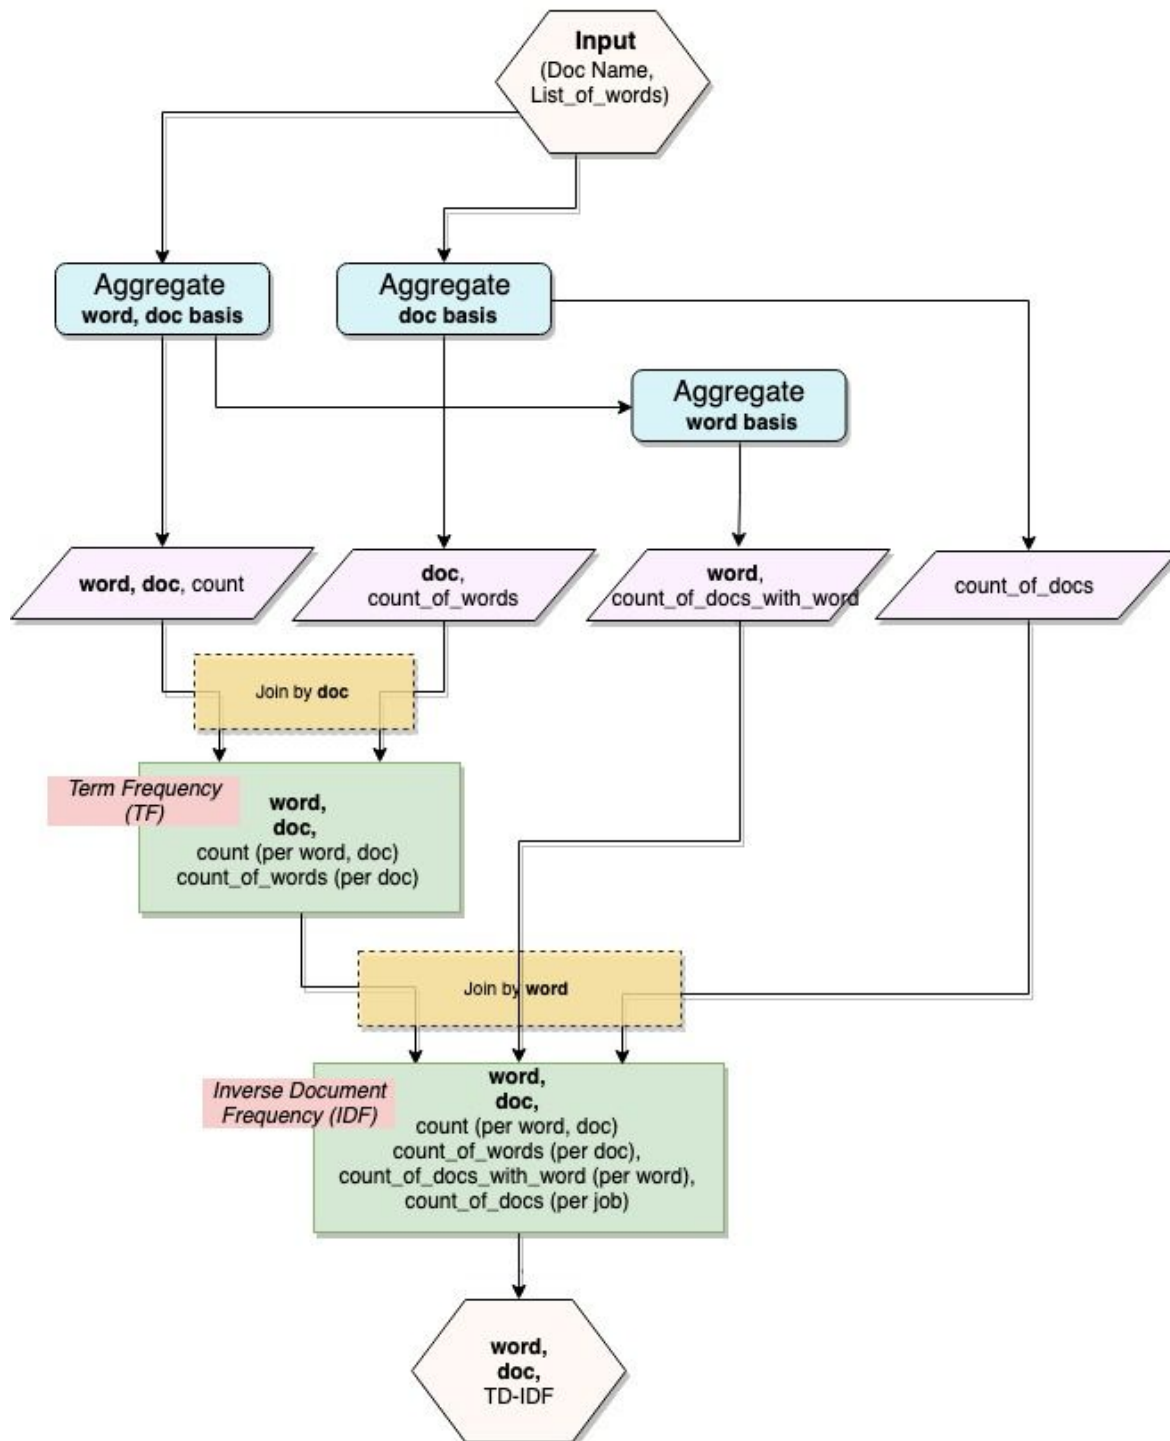 Input
(Doc Name,
List_of_words)
Aggregate
word, doc basis
Aggregate
doc basis
Aggregate
word basis
word, doc, count
doc,
count_of_words
word,
count_of_docs_with_word
count_of_docs
Join by doc
Term Frequency
(TF)
word,
doc,
count (per word, doc)
count_of_words (per doc)
Join by word
Inverse Document
Frequency (IDF)
word,
doc,
count (per word, doc)
count_of_words (per doc),
count_of_docs_with_word (per word),
count_of_docs (per job)
word,
doc,
TD-IDF